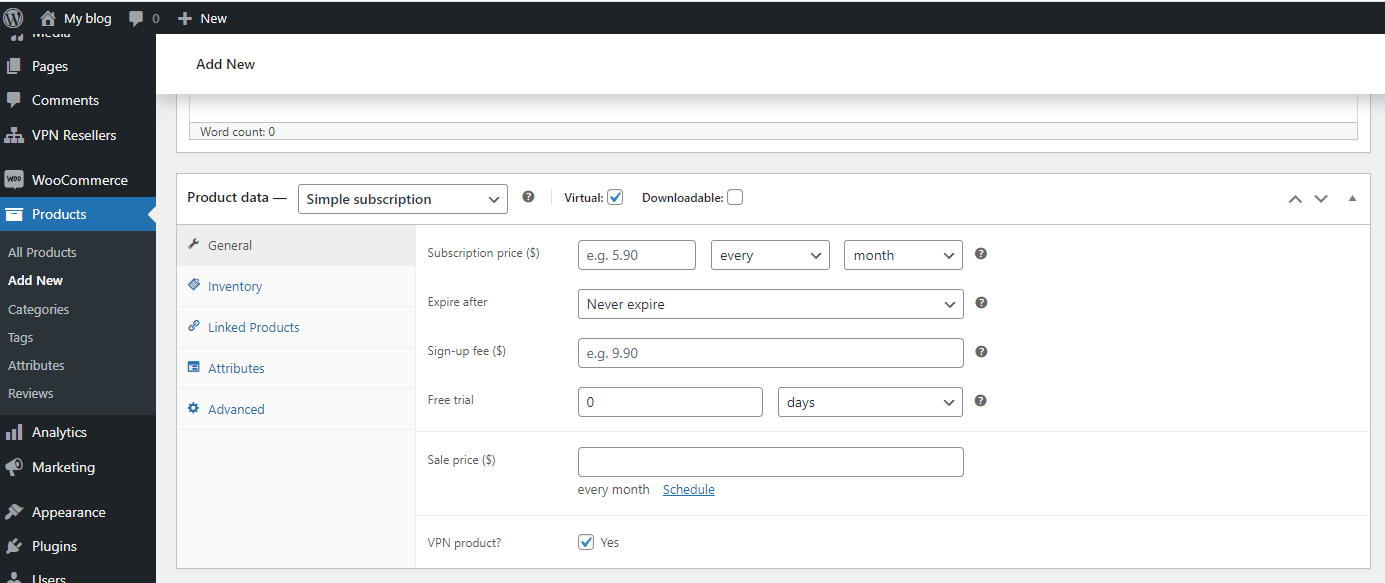 My blog 0 New
Media
Pages
Comments
VPN Resellers
WooCommerce
Products
All Products
Add New
Categories
Tags
Attributes
Reviews
Analytics
Marketing
Appearance
Plugins
Users
Add New
Word count: 0
Product data — Simple subscription Virtual: Downloadable:
General
Inventory
Linked Products
Attributes
Advanced
Subscription price ($) e.g. 5.90 every month
Expire after Never expire
Sign-up fee ($) e.g. 9.90
Free trial 0 days
Sale price ($)
every month Schedule
VPN product? Yes